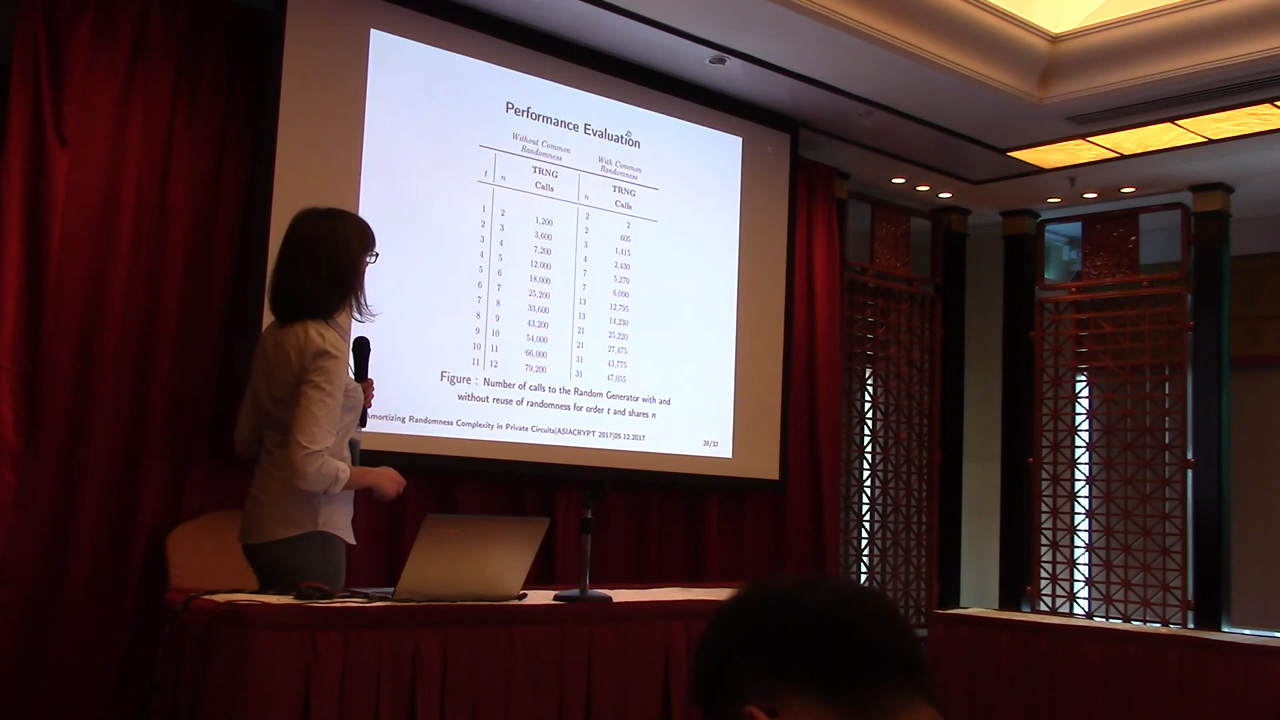 Performance Evaluation
Without Common With Common
Randomness Randomness
t n TRNG Calls n TRNG Calls
1 2 1,200 2 2
2 3 3,600 2 605
3 4 7,200 3 1,415
4 5 12,000 4 2,430
5 6 18,000 7 5,270
6 7 25,200 7 6,090
7 8 33,600 13 12,795
8 9 43,200 13 14,230
9 10 54,000 21 25,220
10 11 66,000 21 27,475
11 12 79,200 31 43,775
31 47,055
Figure : Number of calls to the Random Generator with and
without reuse of randomness for order t and shares n
Amortizing Randomness Complexity in Private Circuits|ASIACRYPT 2017|05.12.2017 28/32